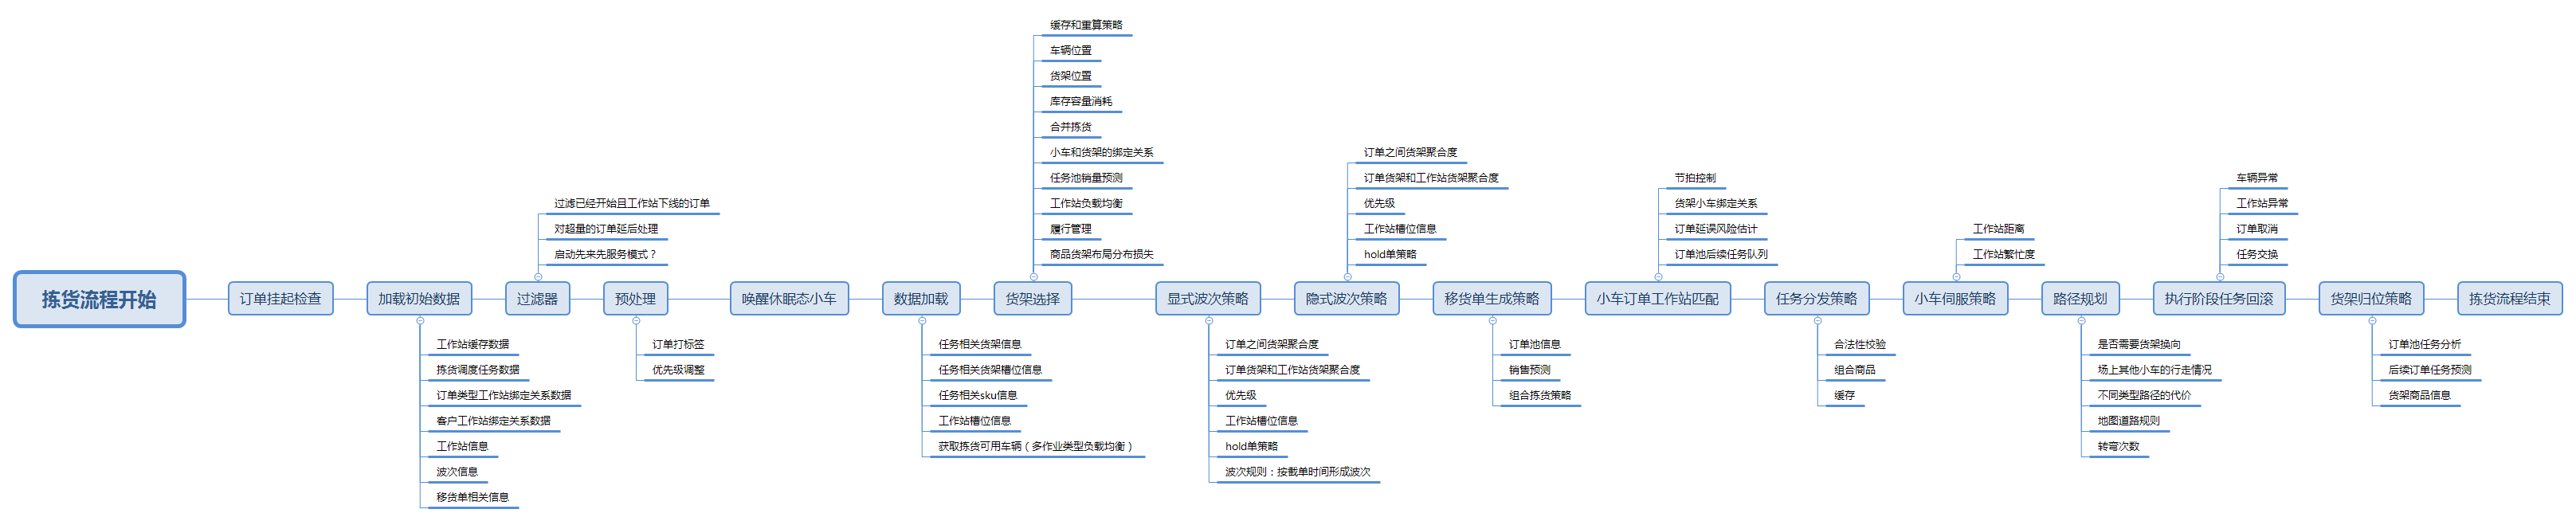 拣货流程开始
订单挂起检查
加载初始数据
工作站缓存数据
拣货调度任务数据
订单类型工作站绑定关系数据
客户工作站绑定关系数据
工作站信息
波次信息
移货单相关信息
过滤器
过滤已经开始且工作站下线的订单
对超量的订单延后处理
启动先来先服务模式？
预处理
订单打标签
优先级调整
唤醒休眠态小车
数据加载
任务相关货架信息
任务相关货架槽位信息
任务相关sku信息
工作站槽位信息
获取拣货可用车辆（多作业类型负载均衡）
货架选择
缓存和重算策略
车辆位置
货架位置
库存容量消耗
合并拣货
小车和货架的绑定关系
任务池销量预测
工作站负载均衡
履行管理
商品货架布局分布损失
显式波次策略
订单之间货架聚合度
订单货架和工作站货架聚合度
优先级
工作站槽位信息
hold单策略
波次规则：按截单时间形成波次
隐式波次策略
订单之间货架聚合度
订单货架和工作站货架聚合度
优先级
工作站槽位信息
hold单策略
移货单生成策略
订单池信息
销售预测
组合拣货策略
小车订单工作站匹配
节拍控制
货架小车绑定关系
订单延误风险估计
订单池后续任务队列
任务分发策略
合法性校验
组合商品
缓存
小车伺服策略
工作站距离
工作站繁忙度
路径规划
是否需要货架换向
场上其他小车的行走情况
不同类型路径的代价
地图道路规则
转弯次数
执行阶段任务回滚
车辆异常
工作站异常
订单取消
任务交换
货架归位策略
订单池任务分析
后续订单任务预测
货架商品信息
拣货流程结束